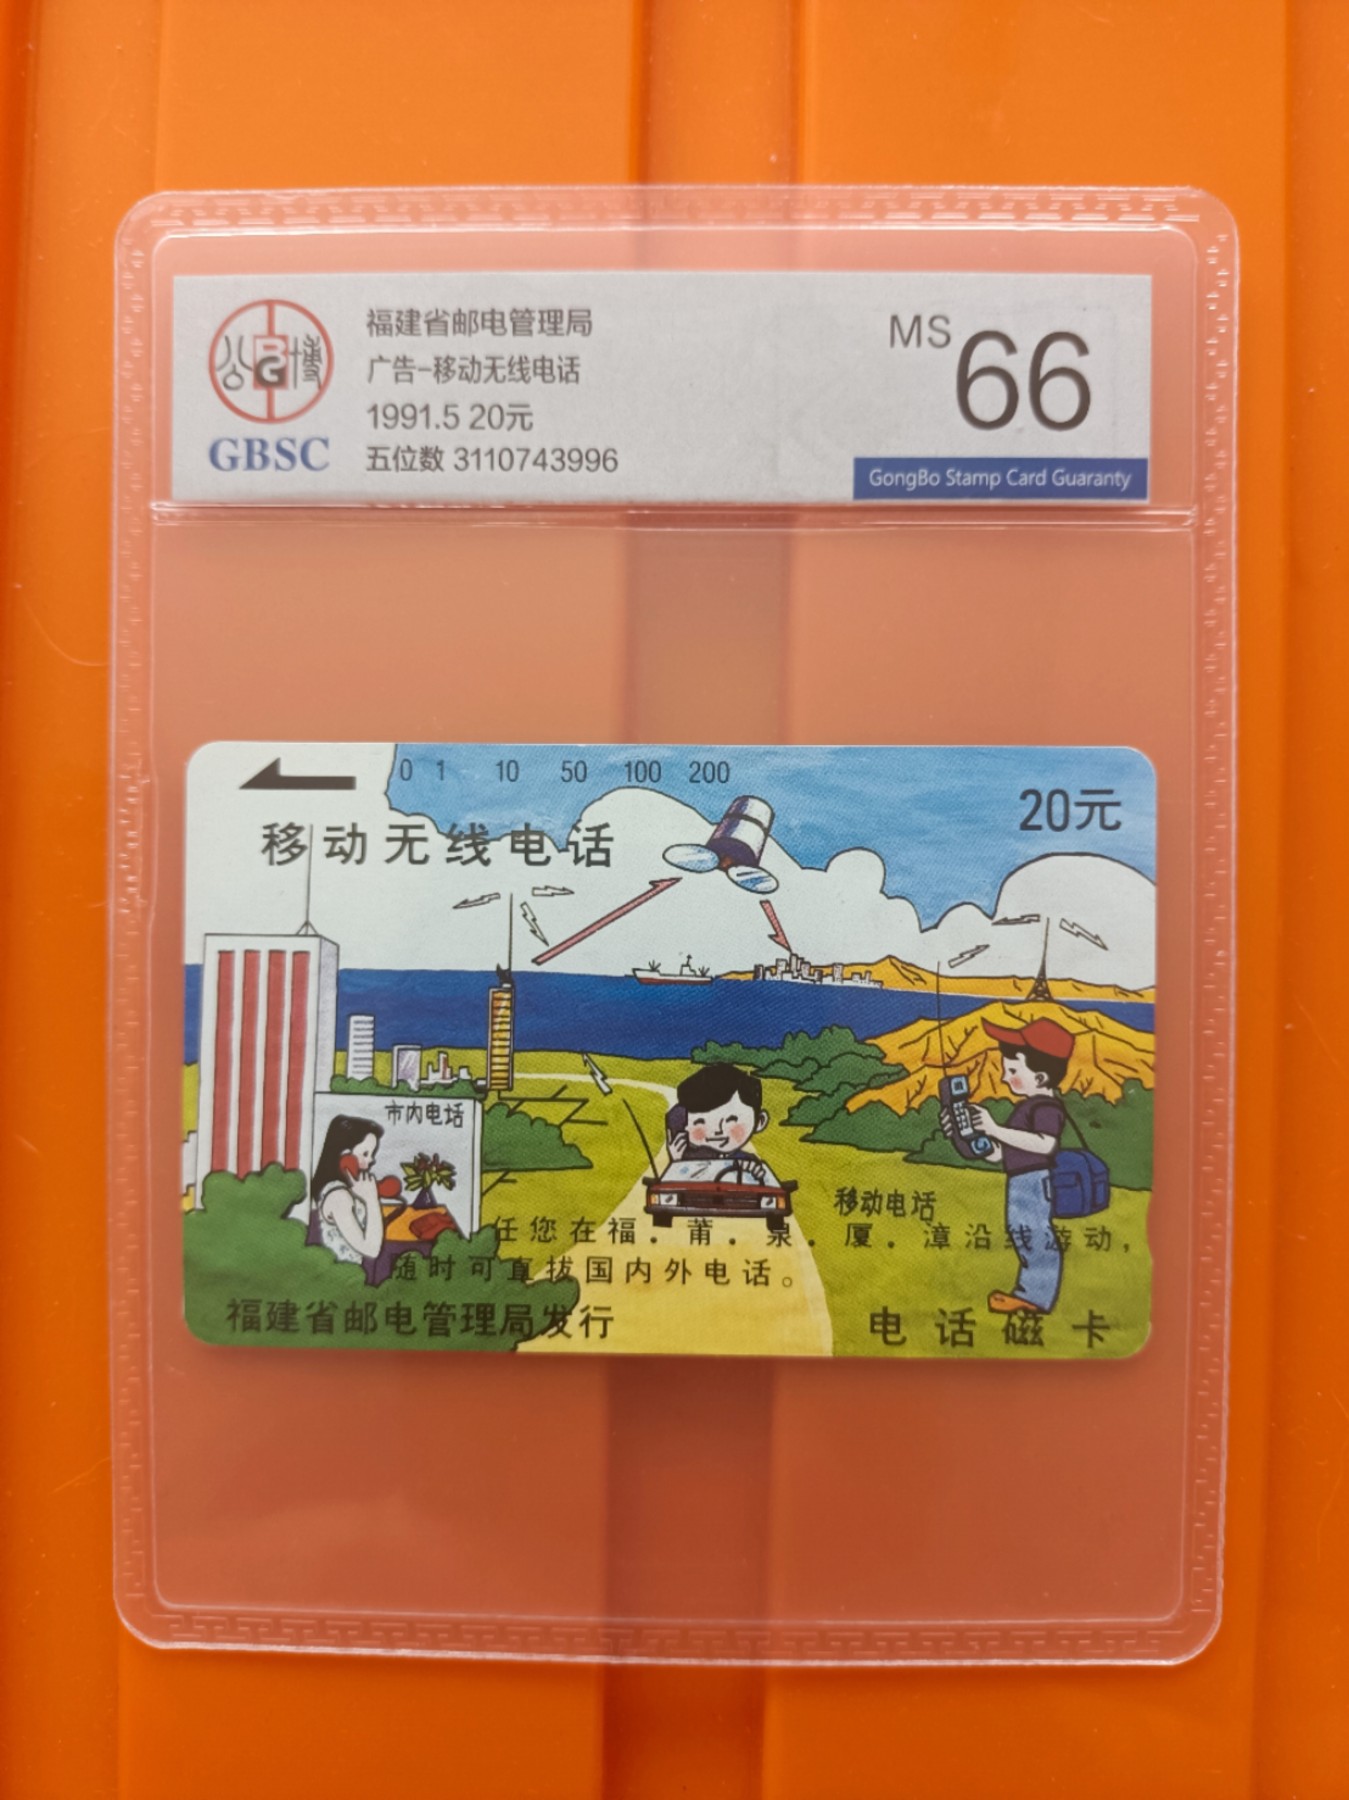 公博
BG
GBSC
福建省邮电管理局
广告-移动无线电话
1991.5 20元
五位数 3110743996
MS 66
GongBo Stamp Card Guaranty
0 1 10 50 100 200
20元
移动无线电话
市内电话
移动电话
任您在福．莆．泉．厦．漳沿线游动，
随时可直拔国内外电话。
福建省邮电管理局发行
电话磁卡